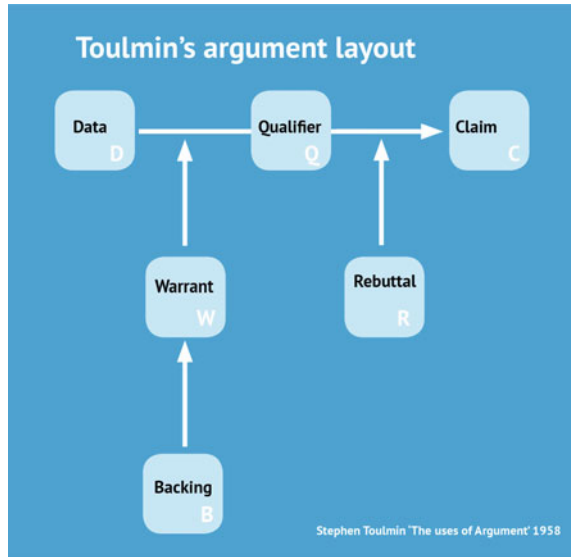 Toulmin's argument layout
Data
D
Qualifier
Q
Claim
C
Warrant
W
Rebuttal
R
Backing
B
Stephen Toulmin 'The uses of Argument' 1958